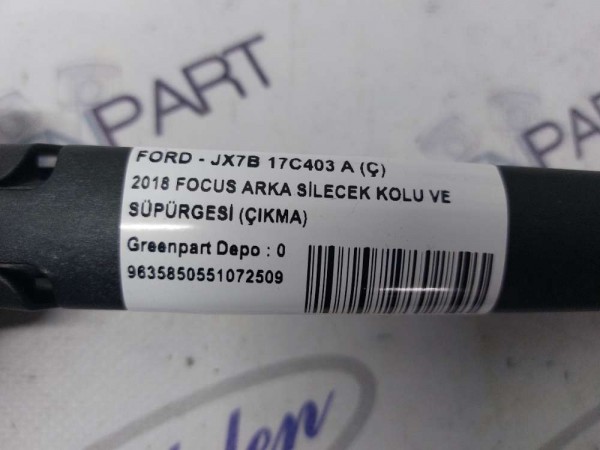 PART
PART
FORD - JX7B 17C403 A (Ç)
2018 FOCUS ARKA SİLECEK KOLU VE
SÜPÜRGESİ (ÇIKMA)
Greenpart Depo : 0
9635850551072509